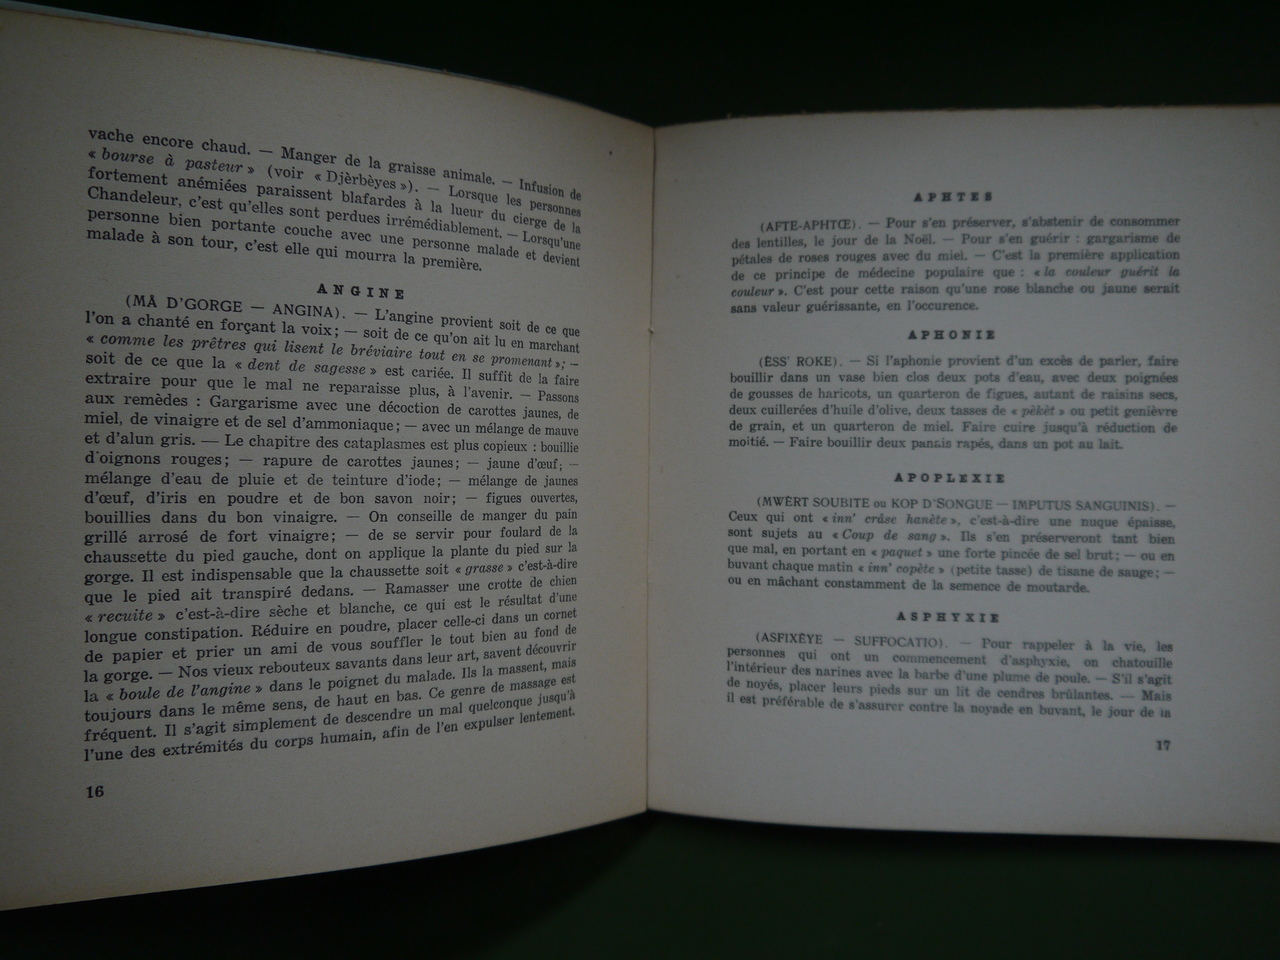 vache encore chaud. — Manger de la graisse animale. — Infusion de
« bourse à pasteur » (voir « Djèrbèyes »). — Lorsque les personnes
fortement anémiées paraissent blafardes à la lueur du cierge de la
Chandeleur, c'est qu'elles sont perdues irrémédiablement. — Lorsqu'une
personne bien portante couche avec une personne malade et devient
malade à son tour, c'est elle qui mourra la première.
ANGINE
(MÅ D'GORGE — ANGINA). — L'angine provient soit de ce que
l'on a chanté en forçant la voix; — soit de ce qu'on ait lu en marchant
« comme les prêtres qui lisent le bréviaire tout en se promenant »; —
soit de ce que la « dent de sagesse » est cariée. Il suffit de la faire
extraire pour que le mal ne reparaisse plus, à l'avenir. — Passons
aux remèdes : Gargarisme avec une décoction de carottes jaunes, de
miel, de vinaigre et de sel d'ammoniaque; — avec un mélange de mauve
et d'alun gris. — Le chapitre des cataplasmes est plus copieux : bouillie
d'oignons rouges; — rapure de carottes jaunes; — jaune d'œuf; —
mélange d'eau de pluie et de teinture d'iode; — mélange de jaunes
d'œuf, d'iris en poudre et de bon savon noir; — figues ouvertes,
bouillies dans du bon vinaigre. — On conseille de manger du pain
grillé arrosé de fort vinaigre; — de se servir pour foulard de la
chaussette du pied gauche, dont on applique la plante du pied sur la
gorge. Il est indispensable que la chaussette soit « grasse » c'est-à-dire
que le pied ait transpiré dedans. — Ramasser une crotte de chien
« recuite » c'est-à-dire sèche et blanche, ce qui est le résultat d'une
longue constipation. Réduire en poudre, placer celle-ci dans un cornet
de papier et prier un ami de vous souffler le tout bien au fond de
la gorge. — Nos vieux rebouteux savants dans leur art, savent découvrir
la « boule de l'angine » dans le poignet du malade. Ils la massent, mais
toujours dans le même sens, de haut en bas. Ce genre de massage est
fréquent. Il s'agit simplement de descendre un mal quelconque jusqu'à
l'une des extrémités du corps humain, afin de l'en expulser lentement.
16
APHTES
(AFTE-APHTŒ). — Pour s'en préserver, s'abstenir de consommer
des lentilles, le jour de la Noël. — Pour s'en guérir : gargarisme de
pétales de roses rouges avec du miel. — C'est la première application
de ce principe de médecine populaire que : « la couleur guérit la
couleur ». C'est pour cette raison qu'une rose blanche ou jaune serait
sans valeur guérissante, en l'occurence.
APHONIE
(ÈSS' ROKE). — Si l'aphonie provient d'un excès de parler, faire
bouillir dans un vase bien clos deux pots d'eau, avec deux poignées
de gousses de haricots, un quarteron de figues, autant de raisins secs,
deux cuillerées d'huile d'olive, deux tasses de « pèkèt » ou petit genièvre
de grain, et un quarteron de miel. Faire cuire jusqu'à réduction de
moitié. — Faire bouillir deux panais rapés, dans un pot au lait.
APOPLEXIE
(MWÈRT SOUBITE ou KOP D'SONGUE — IMPUTUS SANGUINIS). —
Ceux qui ont « inn' cråse hanète », c'est-à-dire une nuque épaisse,
sont sujets au « Coup de sang ». Ils s'en préserveront tant bien
que mal, en portant en « paquet » une forte pincée de sel brut; — ou en
buvant chaque matin « inn' copète » (petite tasse) de tisane de sauge; —
ou en mâchant constamment de la semence de moutarde.
ASPHYXIE
(ASFIXÈYE — SUFFOCATIO). — Pour rappeler à la vie, les
personnes qui ont un commencement d'asphyxie, on chatouille
l'intérieur des narines avec la barbe d'une plume de poule. — S'il s'agit
de noyés, placer leurs pieds sur un lit de cendres brûlantes. — Mais
il est préférable de s'assurer contre la noyade en buvant, le jour de la
17